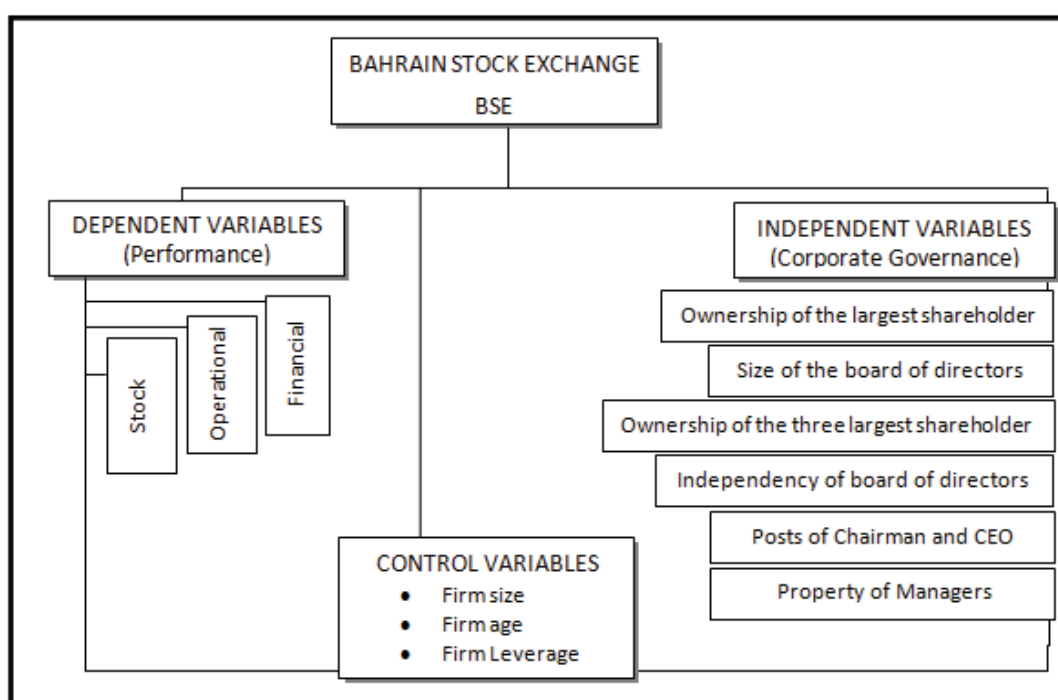 BAHRAIN STOCK EXCHANGE
BSE
DEPENDENT VARIABLES
(Performance)
Stock
Operational
Financial
CONTROL VARIABLES
• Firm size
• Firm age
• Firm Leverage
INDEPENDENT VARIABLES
(Corporate Governance)
Ownership of the largest shareholder
Size of the board of directors
Ownership of the three largest shareholder
Independency of board of directors
Posts of Chairman and CEO
Property of Managers